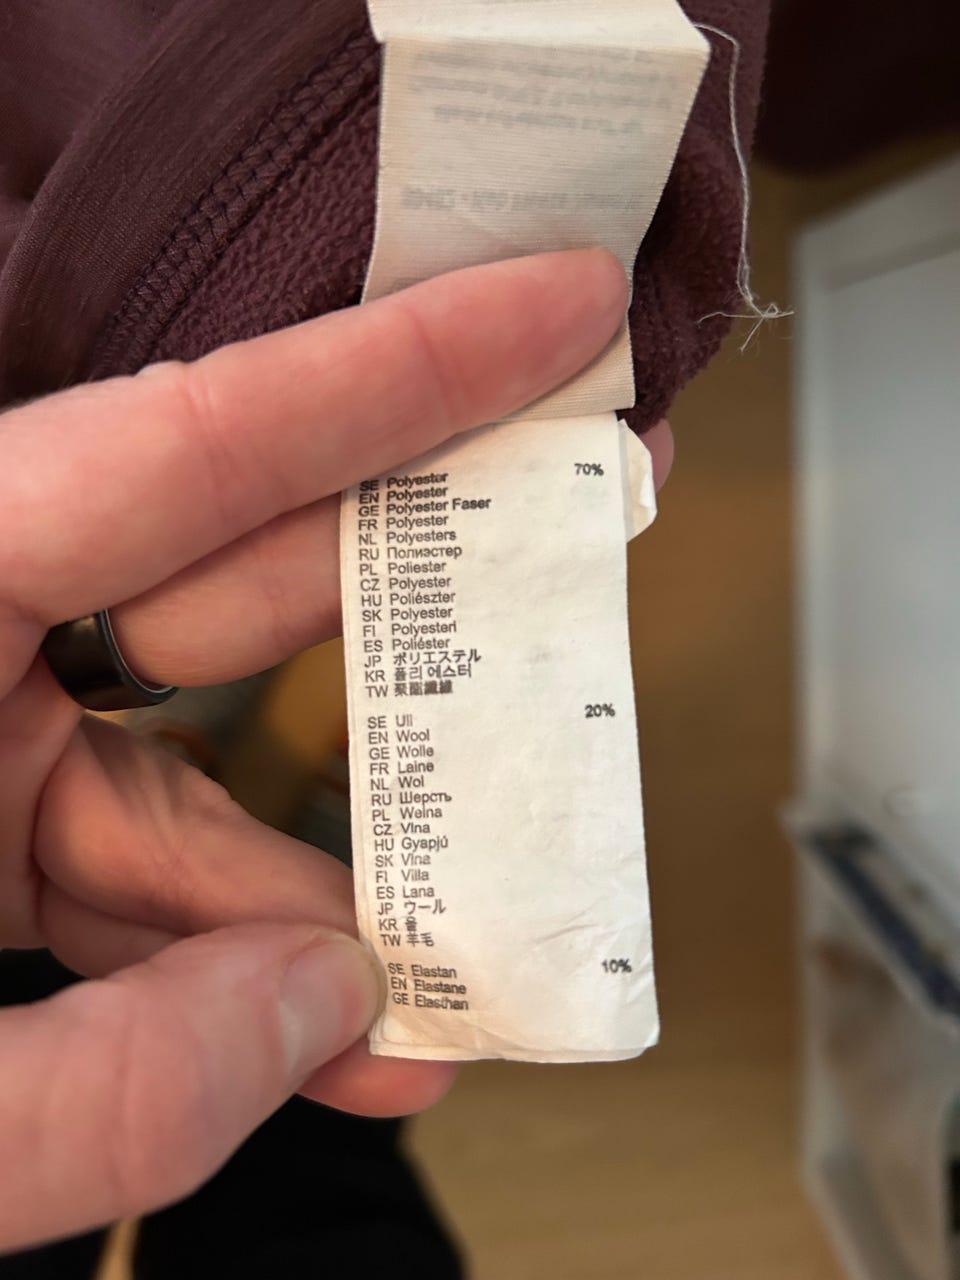 SE Polyester 70%
EN Polyester
GE Polyester Faser
FR Polyester
NL Polyesters
RU Полиэстер
PL Poliester
CZ Polyester
HU Poliészter
SK Polyester
FI Polyesteri
ES Poliéster
JP ポリエステル
KR 폴리 에스터
TW 聚酯纖維
SE Ull 20%
EN Wool
GE Wolle
FR Laine
NL Wol
RU Шерсть
PL Welna
CZ Vlna
HU Gyapjú
SK Vlna
FI Villa
ES Lana
JP ウール
KR 울
TW 羊毛
SE Elastan 10%
EN Elastane
GE Elasthan